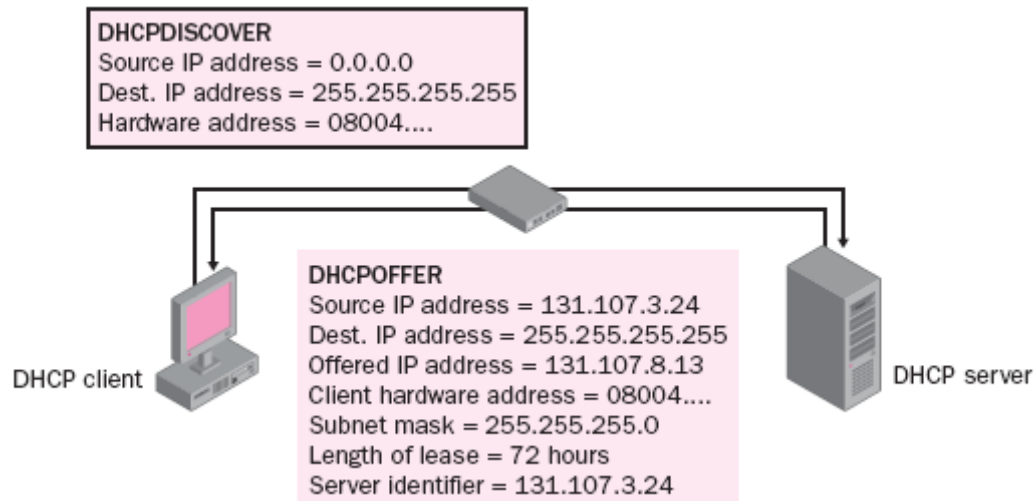 DHCPDISCOVER
Source IP address = 0.0.0.0
Dest. IP address = 255.255.255.255
Hardware address = 08004....
DHCPOFFER
Source IP address = 131.107.3.24
Dest. IP address = 255.255.255.255
Offered IP address = 131.107.8.13
Client hardware address = 08004....
Subnet mask = 255.255.255.0
Length of lease = 72 hours
Server identifier = 131.107.3.24
DHCP client
DHCP server